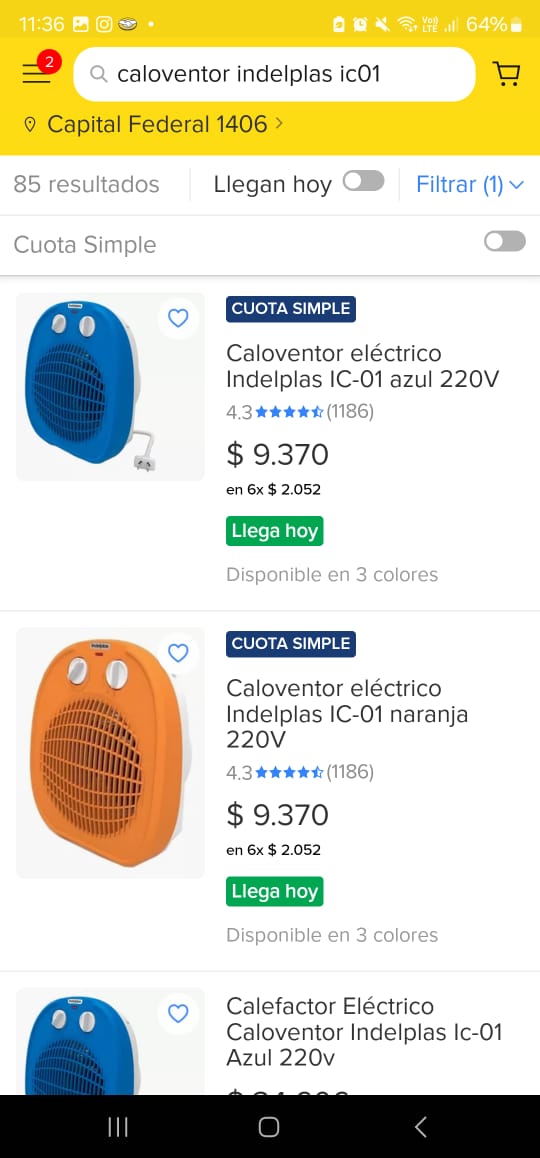 11:36
Vo))
LTE
64%
2
caloventor indelplas ic01
Capital Federal 1406
85 resultados
Llegan hoy
Filtrar (1)
Cuota Simple
CUOTA SIMPLE
Caloventor eléctrico
Indelplas IC-01 azul 220V
4.3 (1186)
$ 9.370
en 6x $ 2.052
Llega hoy
Disponible en 3 colores
CUOTA SIMPLE
Caloventor eléctrico
Indelplas IC-01 naranja
220V
4.3 (1186)
$ 9.370
en 6x $ 2.052
Llega hoy
Disponible en 3 colores
Calefactor Eléctrico
Caloventor Indelplas Ic-01
Azul 220v